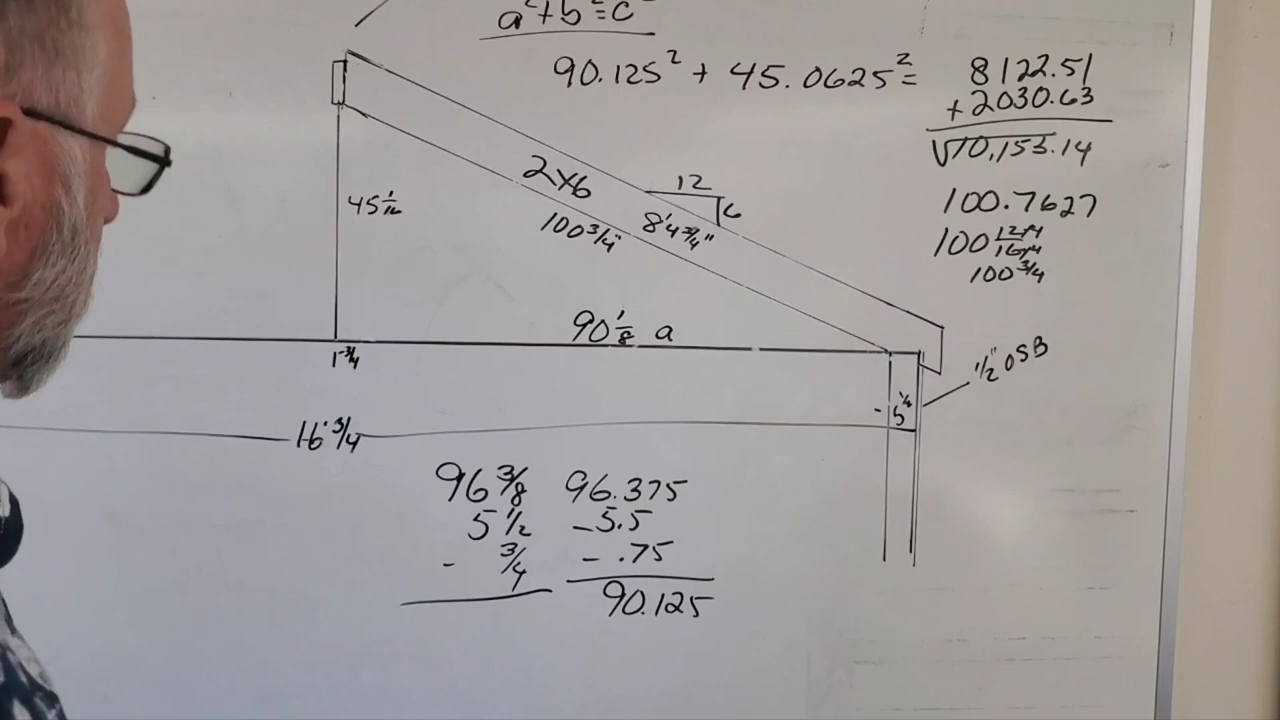 a²+b²=c²
90.125² + 45.0625² =
8122.51
+2030.63
√10,153.14
100.7627
100 12÷4
16÷4
100 3/4
45 1/16
2x6
12
6
100 3/4"
8'4 3/4"
90 1/8 a
1 3/4
1/2" OSB
- 5 1/4
16' 3/4
96 3/8 96.375
5 1/2 -5.5
- 3/4 - .75
90.125